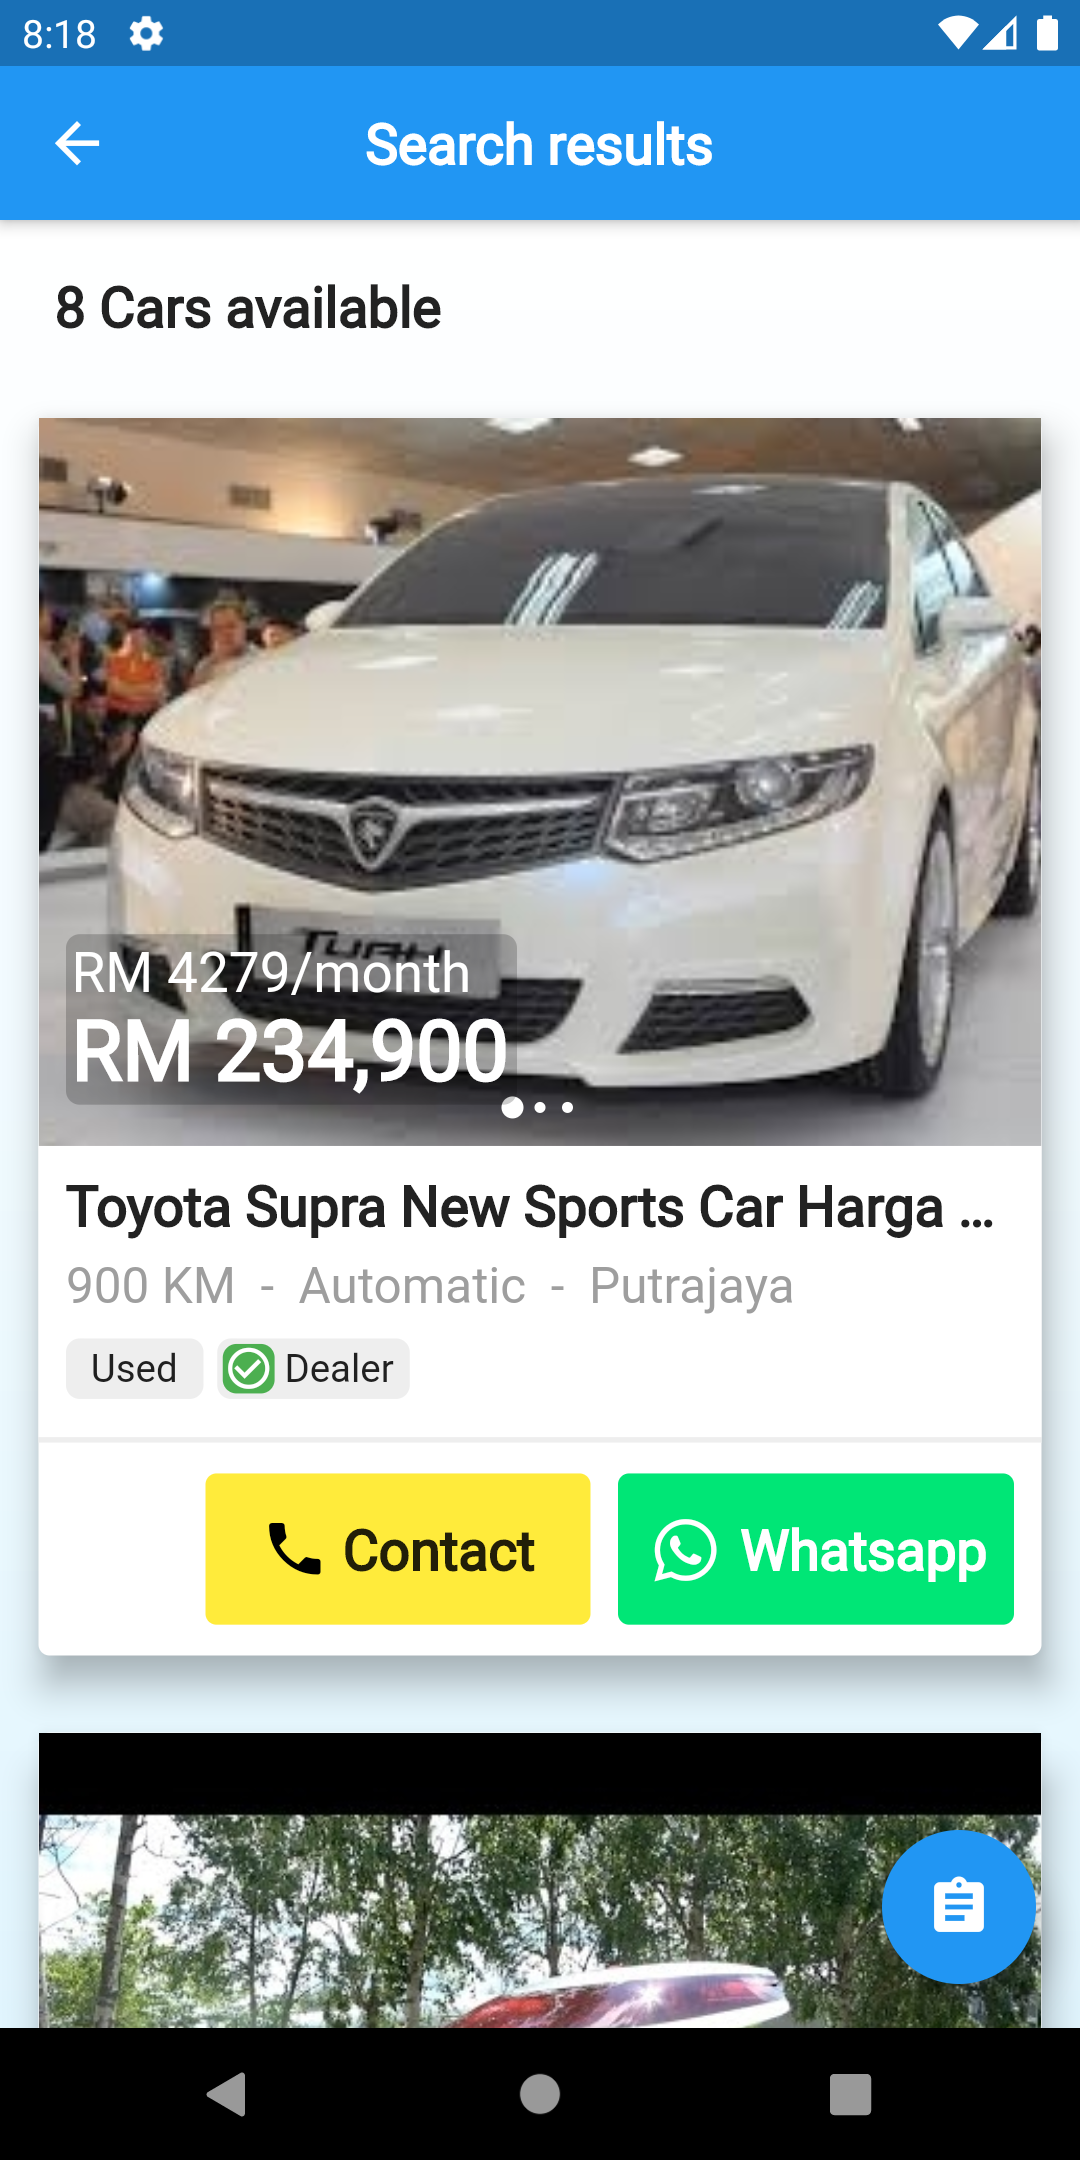 8:18
Search results
8 Cars available
TUAH
RM 4279/month
RM 234,900
Toyota Supra New Sports Car Harga ...
900 KM - Automatic - Putrajaya
Used
Dealer
Contact
Whatsapp